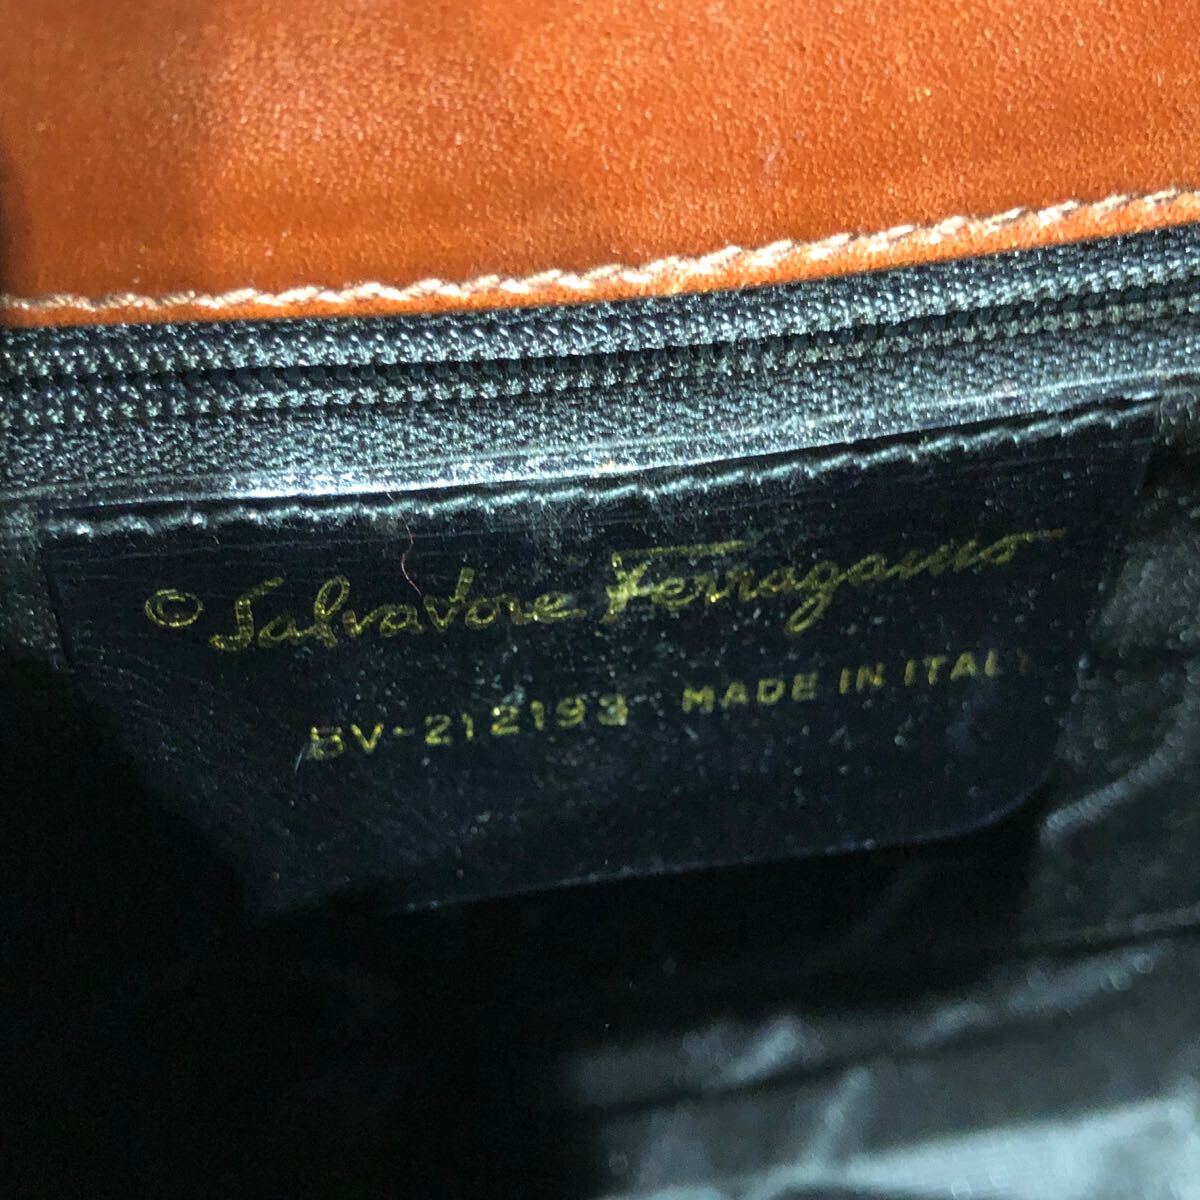 © Salvatore Ferragamo
BV-212193 MADE IN ITALY